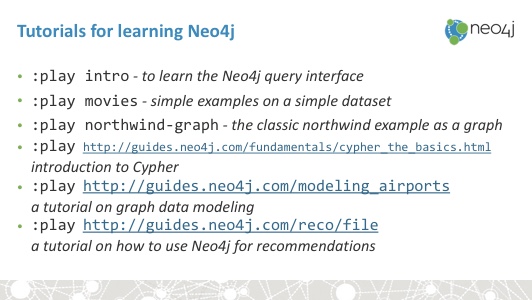 Tutorials for learning Neo4j
neo4j
• :play intro - to learn the Neo4j query interface
• :play movies - simple examples on a simple dataset
• :play northwind-graph - the classic northwind example as a graph
• :play http://guides.neo4j.com/fundamentals/cypher_the_basics.html
introduction to Cypher
• :play http://guides.neo4j.com/modeling_airports
a tutorial on graph data modeling
• :play http://guides.neo4j.com/reco/file
a tutorial on how to use Neo4j for recommendations